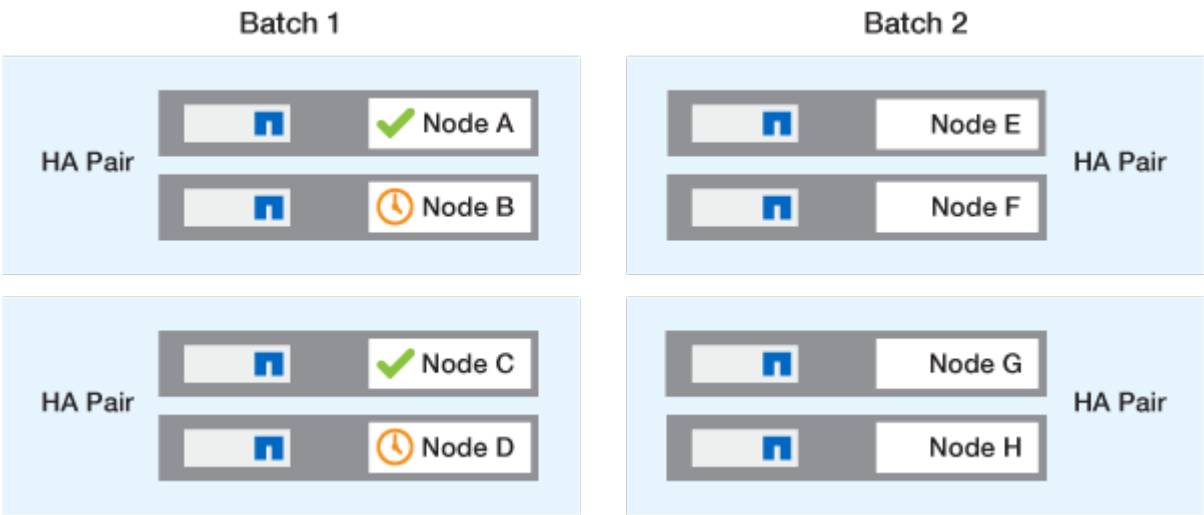 Batch 1
HA Pair
Node A
Node B
HA Pair
Node C
Node D
Batch 2
Node E
Node F
HA Pair
Node G
Node H
HA Pair